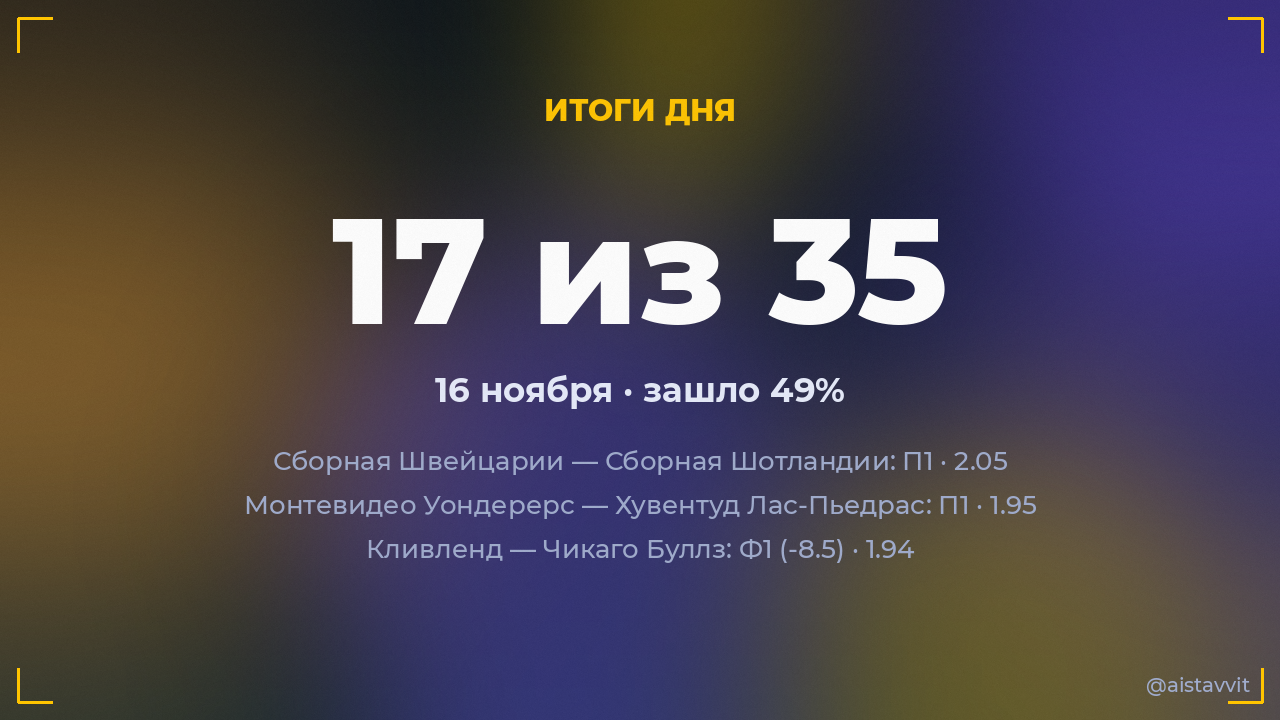 ИТОГИ ДНЯ
17 из 35
16 ноября · зашло 49%
Сборная Швейцарии — Сборная Шотландии: П1 · 2.05
Монтевидео Уондерерс — Хувентуд Лас-Пьедрас: П1 · 1.95
Кливленд — Чикаго Буллз: Ф1 (-8.5) · 1.94
@aistavvit